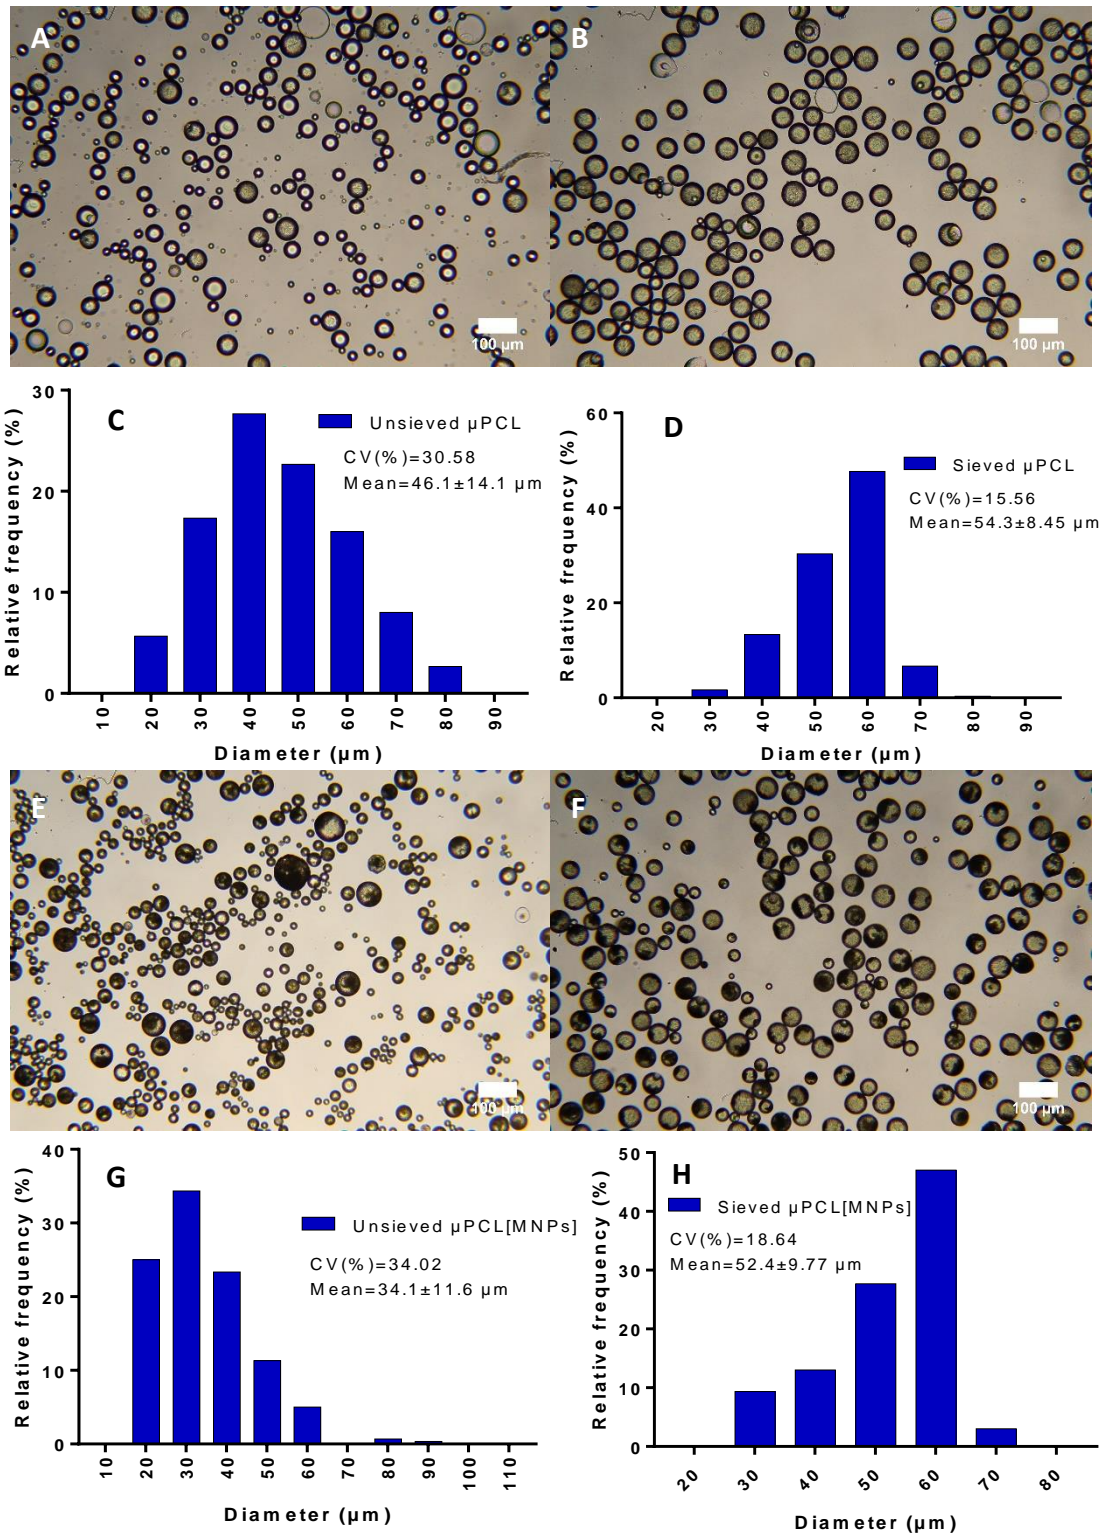 A
B
100 µm
100 µm
C
Unsieved µPCL
CV(%)=30.58
Mean=46.1±14.1 µm
Relative frequency (%)
30
20
10
0
10 20 30 40 50 60 70 80 90
Diameter (µm)
D
Sieved µPCL
CV(%)=15.56
Mean=54.3±8.45 µm
Relative frequency (%)
60
40
20
0
20 30 40 50 60 70 80 90
Diameter (µm)
E
F
100 µm
100 µm
G
Unsieved µPCL[MNPs]
CV(%)=34.02
Mean=34.1±11.6 µm
Relative frequency (%)
40
30
20
10
0
10 20 30 40 50 60 70 80 90 100 110
Diameter (µm)
H
Sieved µPCL[MNPs]
CV(%)=18.64
Mean=52.4±9.77 µm
Relative frequency (%)
50
40
30
20
10
0
20 30 40 50 60 70 80
Diameter (µm)